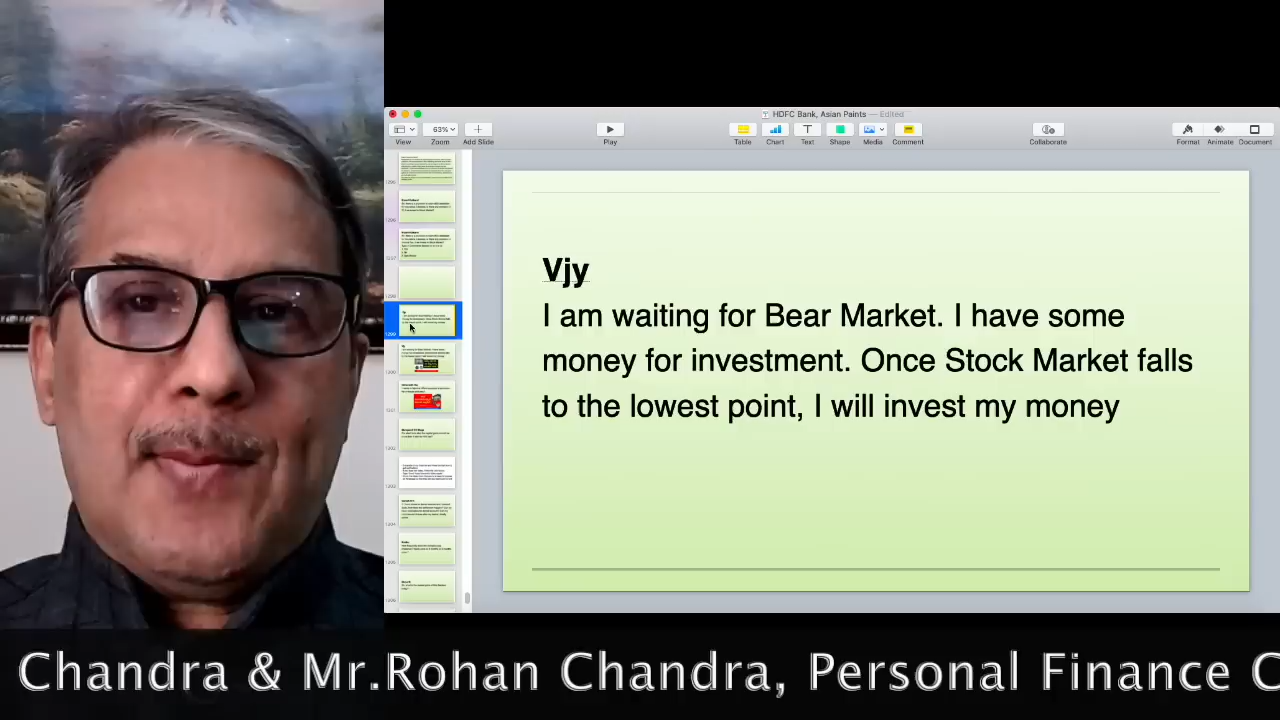 HDFC Bank, Asian Paints — Edited
View
63%
Zoom
Add Slide
Play
Table
Chart
Text
Shape
Media
Comment
Collaborate
Format
Animate
Document
Vjy
I am waiting for Bear Market. I have some
money for investment. Once Stock Market falls
to the lowest point, I will invest my money
Chandra & Mr.Rohan Chandra, Personal Finance C